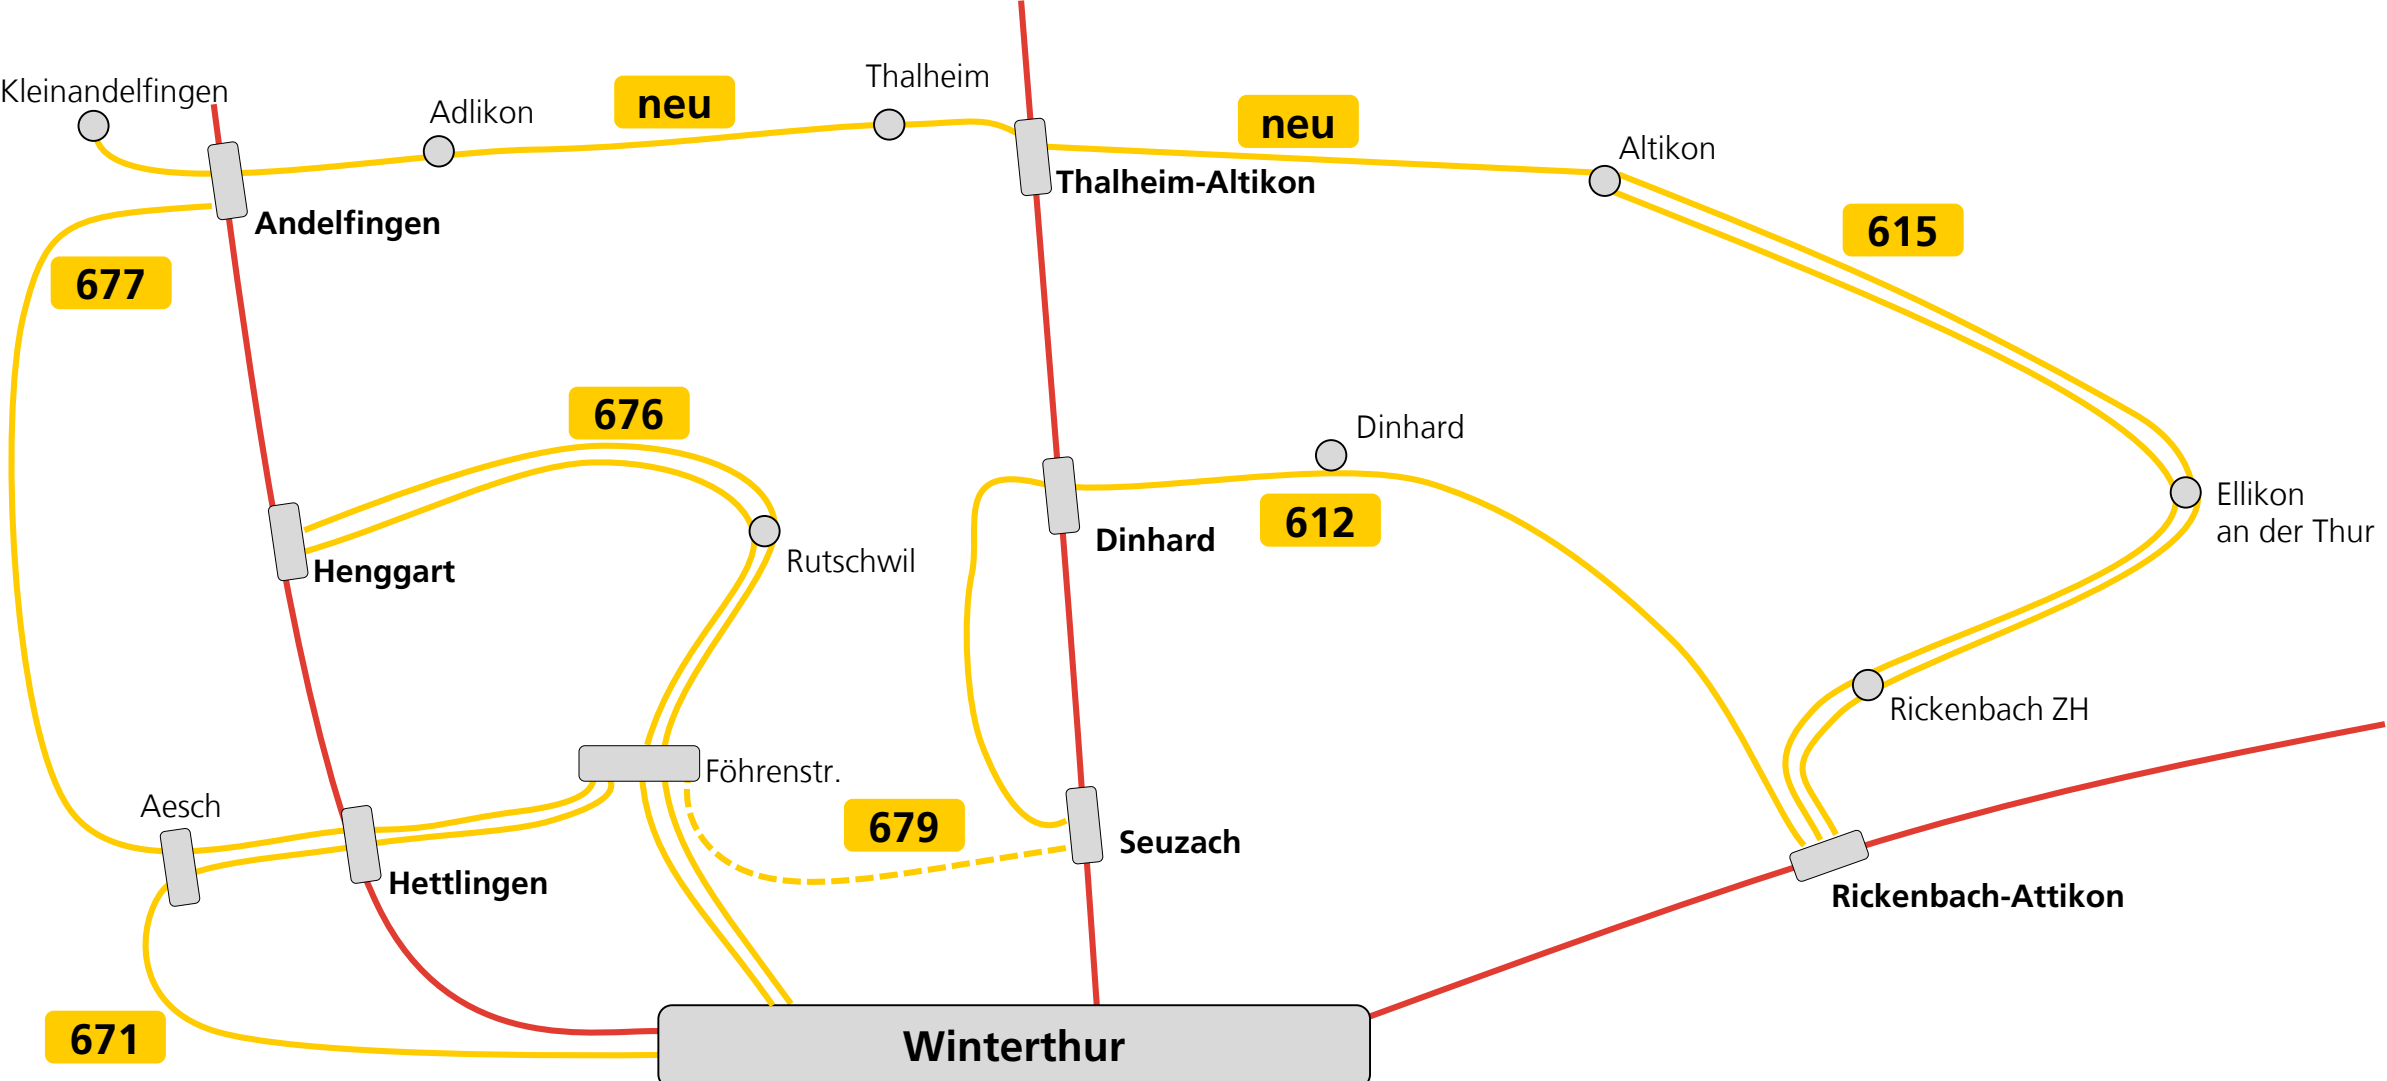 Thalheim
Kleinandelfingen
neu
Adlikon
neu
Altikon
Thalheim-Altikon
Andelfingen
615
677
676
Dinhard
Ellikon
an der Thur
612
Dinhard
Rutschwil
Henggart
Rickenbach ZH
Föhrenstr.
Aesch
679
Seuzach
Hettlingen
Rickenbach-Attikon
671
Winterthur